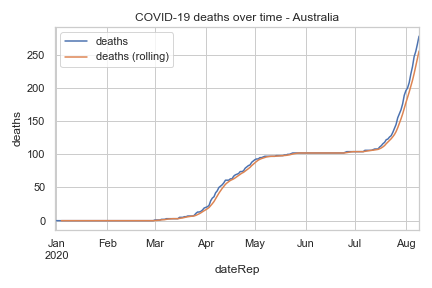 COVID-19 deaths over time - Australia
deaths
deaths (rolling)
250
200
150
100
50
0
deaths
Jan Feb Mar Apr May Jun Jul Aug
2020
dateRep